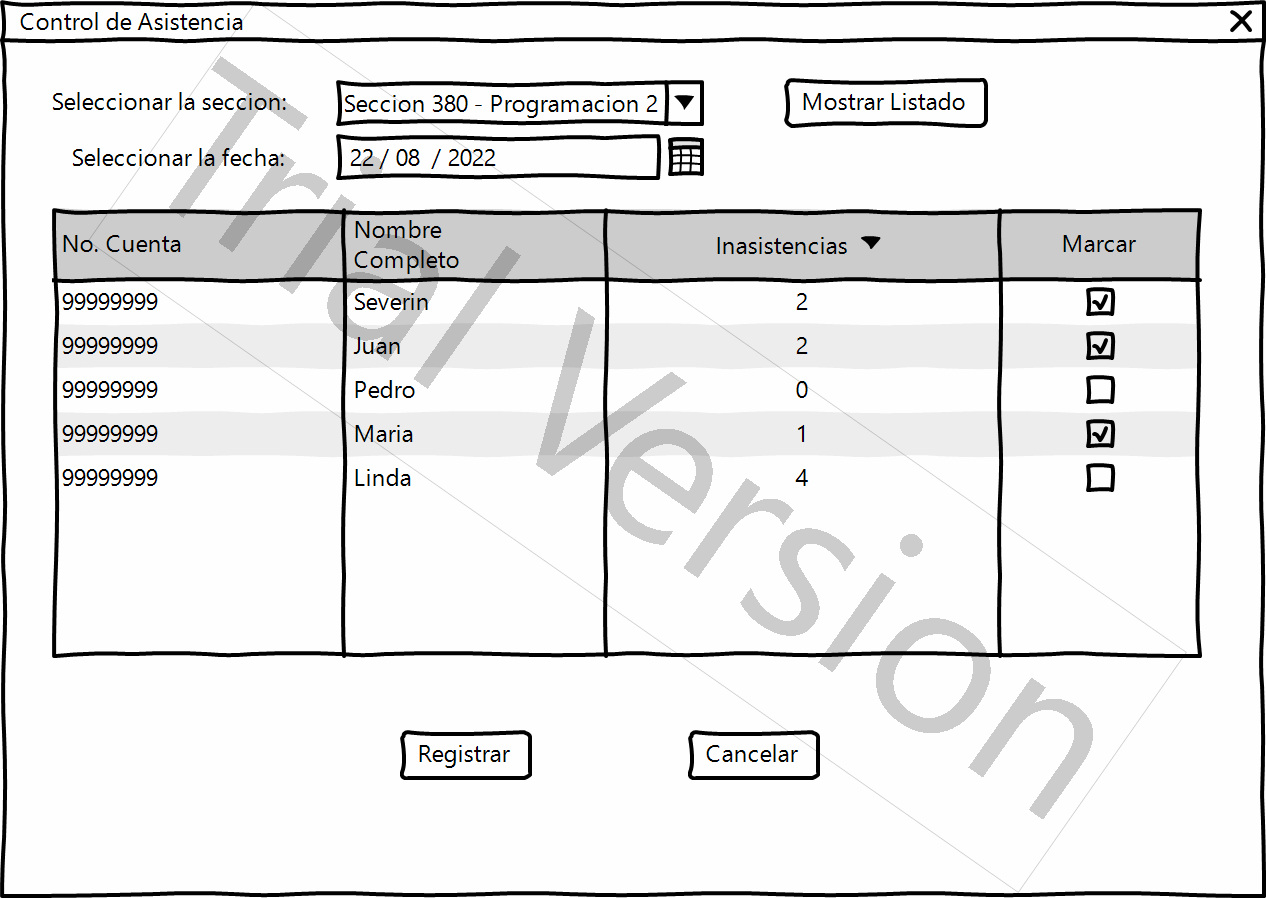 Control de Asistencia
Seleccionar la seccion: Seccion 380 - Programacion 2 Mostrar Listado
Seleccionar la fecha: 22 / 08 / 2022
No. Cuenta Nombre Completo Inasistencias Marcar
99999999 Severin 2
99999999 Juan 2
99999999 Pedro 0
99999999 Maria 1
99999999 Linda 4
Registrar Cancelar
Trial Version